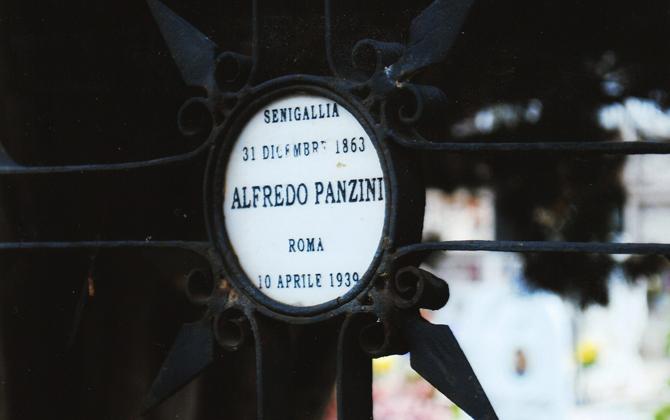 SENIGALLIA
31 DICEMBRE 1863
ALFREDO PANZINI
ROMA
10 APRILE 1939